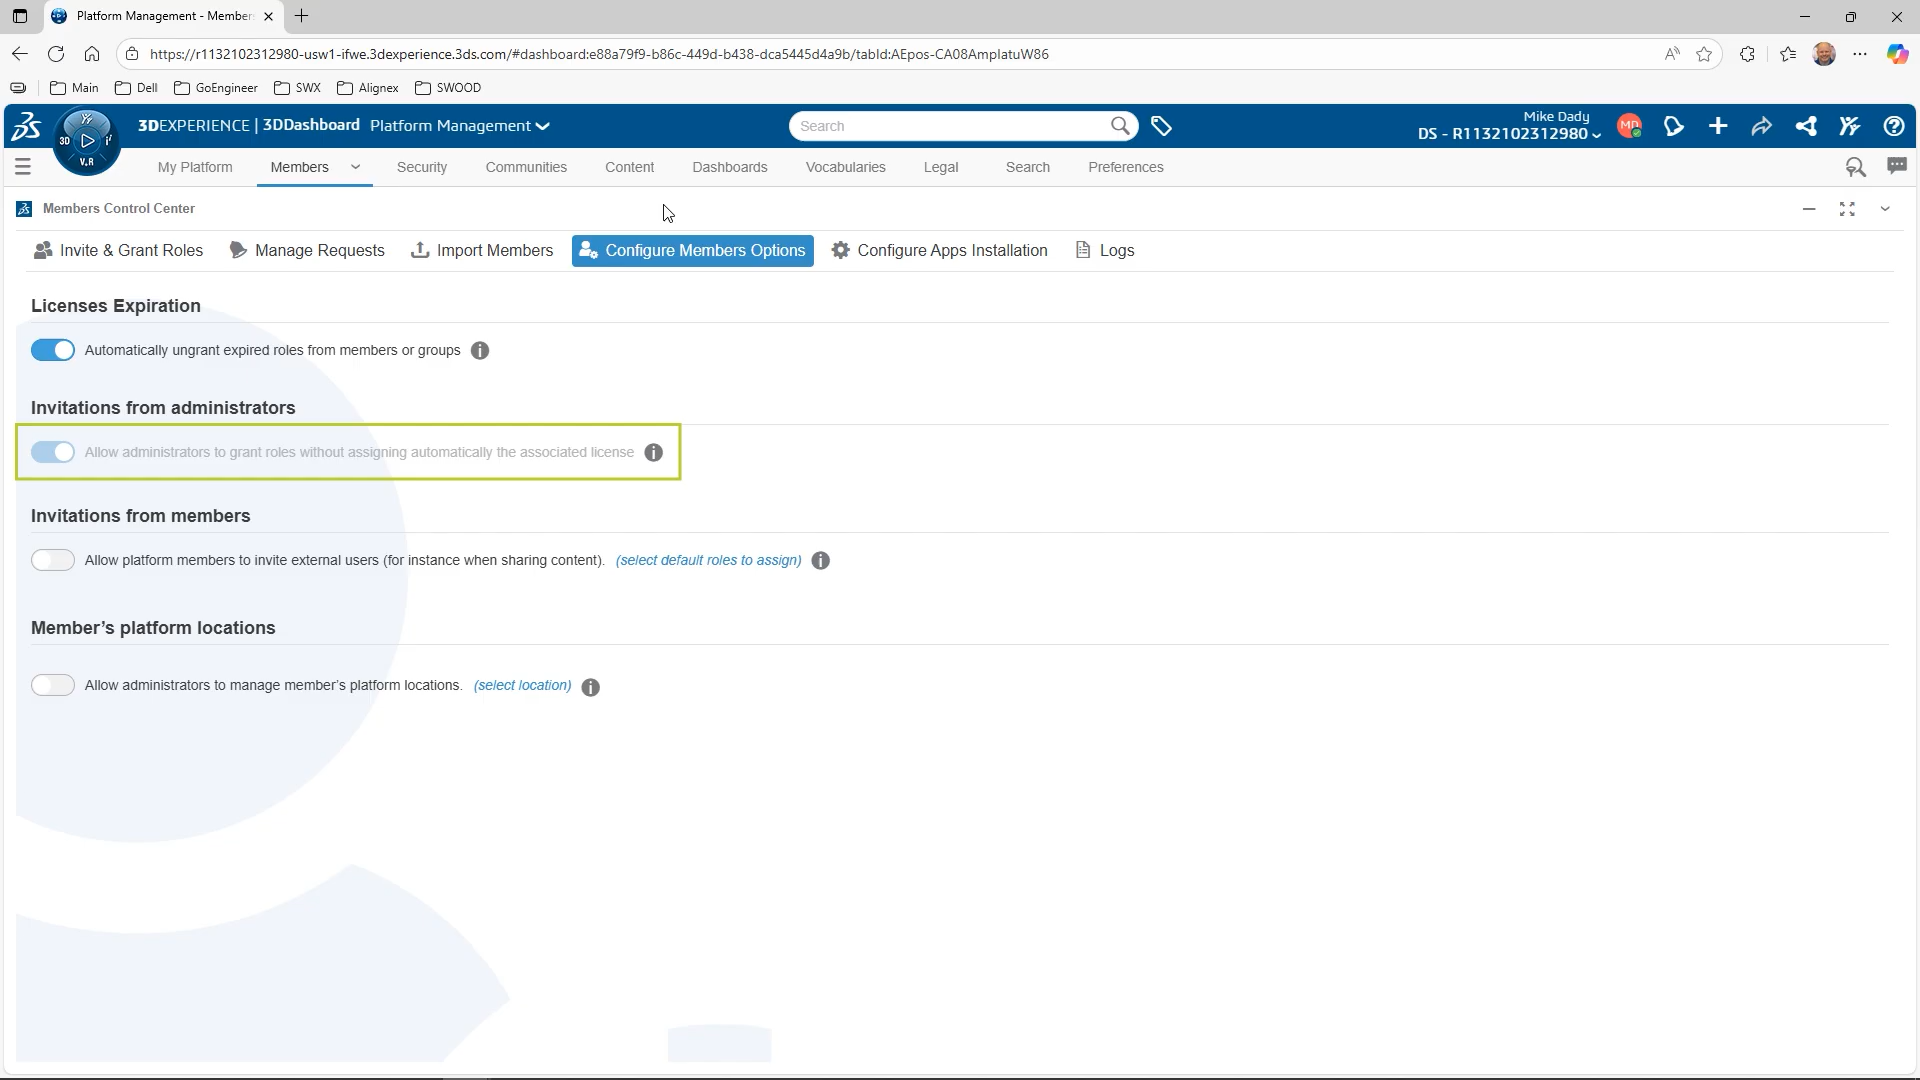 Platform Management - Member
https://r1132102312980-usw1-ifwe.3dexperience.3ds.com/#dashboard:e88a79f9-b86c-449d-b438-dca5445d4a9b/tabId:AEpos-CA08AmplatuW86
Main Dell GoEngineer SWX Alignex SWOOD
3DEXPERIENCE | 3DDashboard Platform Management
Search
Mike Dady
DS - R1132102312980
MD
3D
V.R
My Platform Members Security Communities Content Dashboards Vocabularies Legal Search Preferences
Members Control Center
Invite & Grant Roles Manage Requests Import Members Configure Members Options Configure Apps Installation Logs
Licenses Expiration
Automatically ungrant expired roles from members or groups
Invitations from administrators
Allow administrators to grant roles without assigning automatically the associated license
Invitations from members
Allow platform members to invite external users (for instance when sharing content). (select default roles to assign)
Member's platform locations
Allow administrators to manage member's platform locations. (select location)